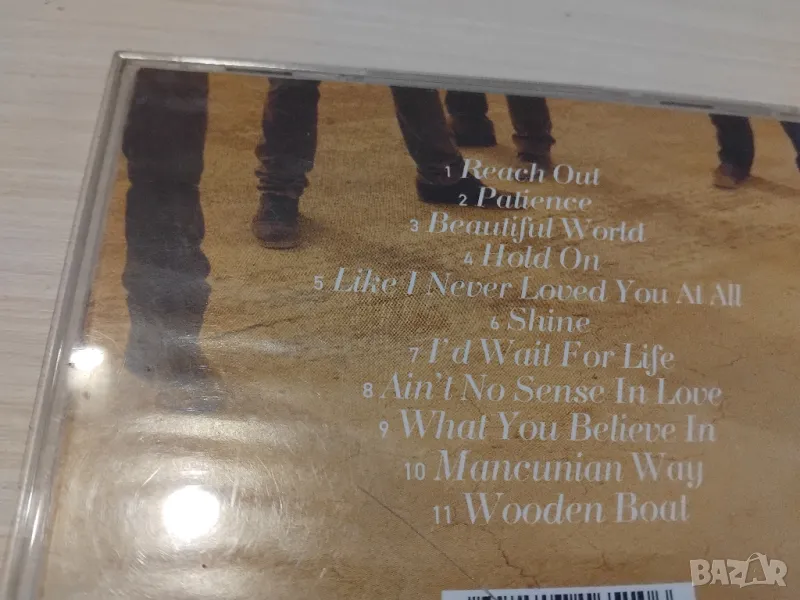 1 Reach Out
2 Patience
3 Beautiful World
4 Hold On
5 Like I Never Loved You At All
6 Shine
7 I'd Wait For Life
8 Ain't No Sense In Love
9 What You Believe In
10 Mancunian Way
11 Wooden Boat
BAZAR